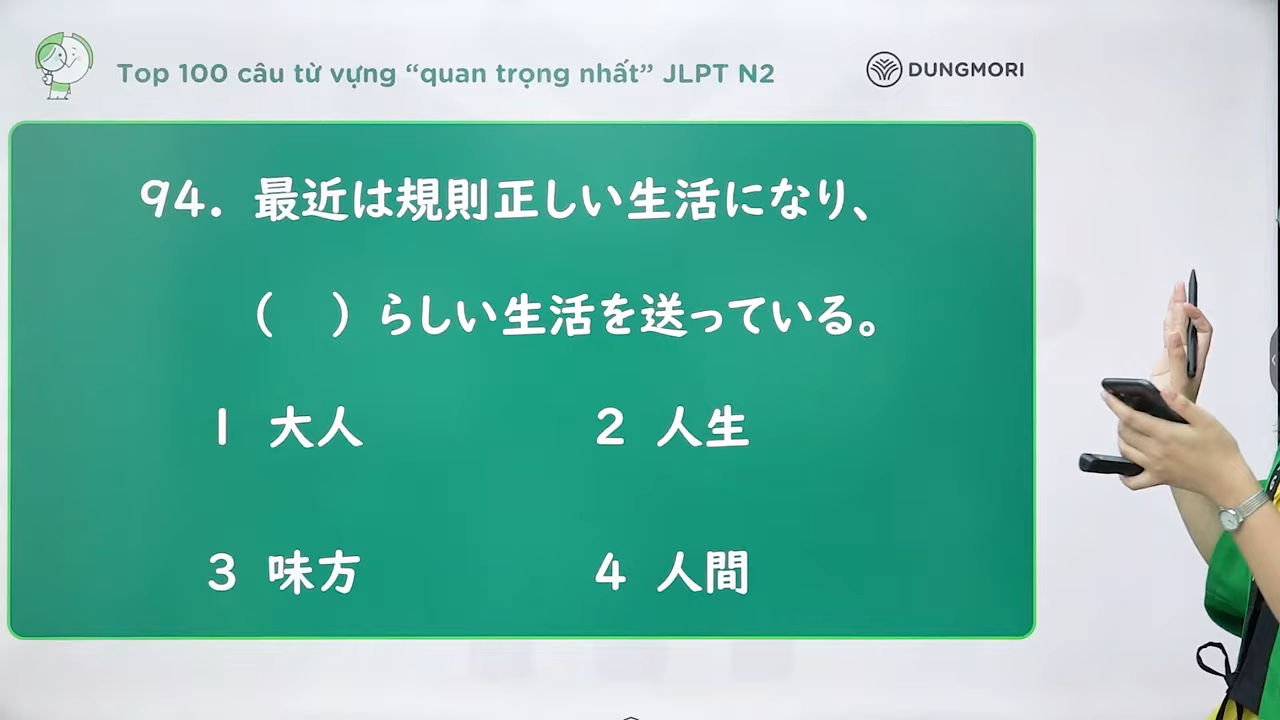 Top 100 câu từ vựng “quan trọng nhất” JLPT N2
DUNGMORI
94. 最近は規則正しい生活になり、
（　）らしい生活を送っている。
1 大人
2 人生
3 味方
4 人間